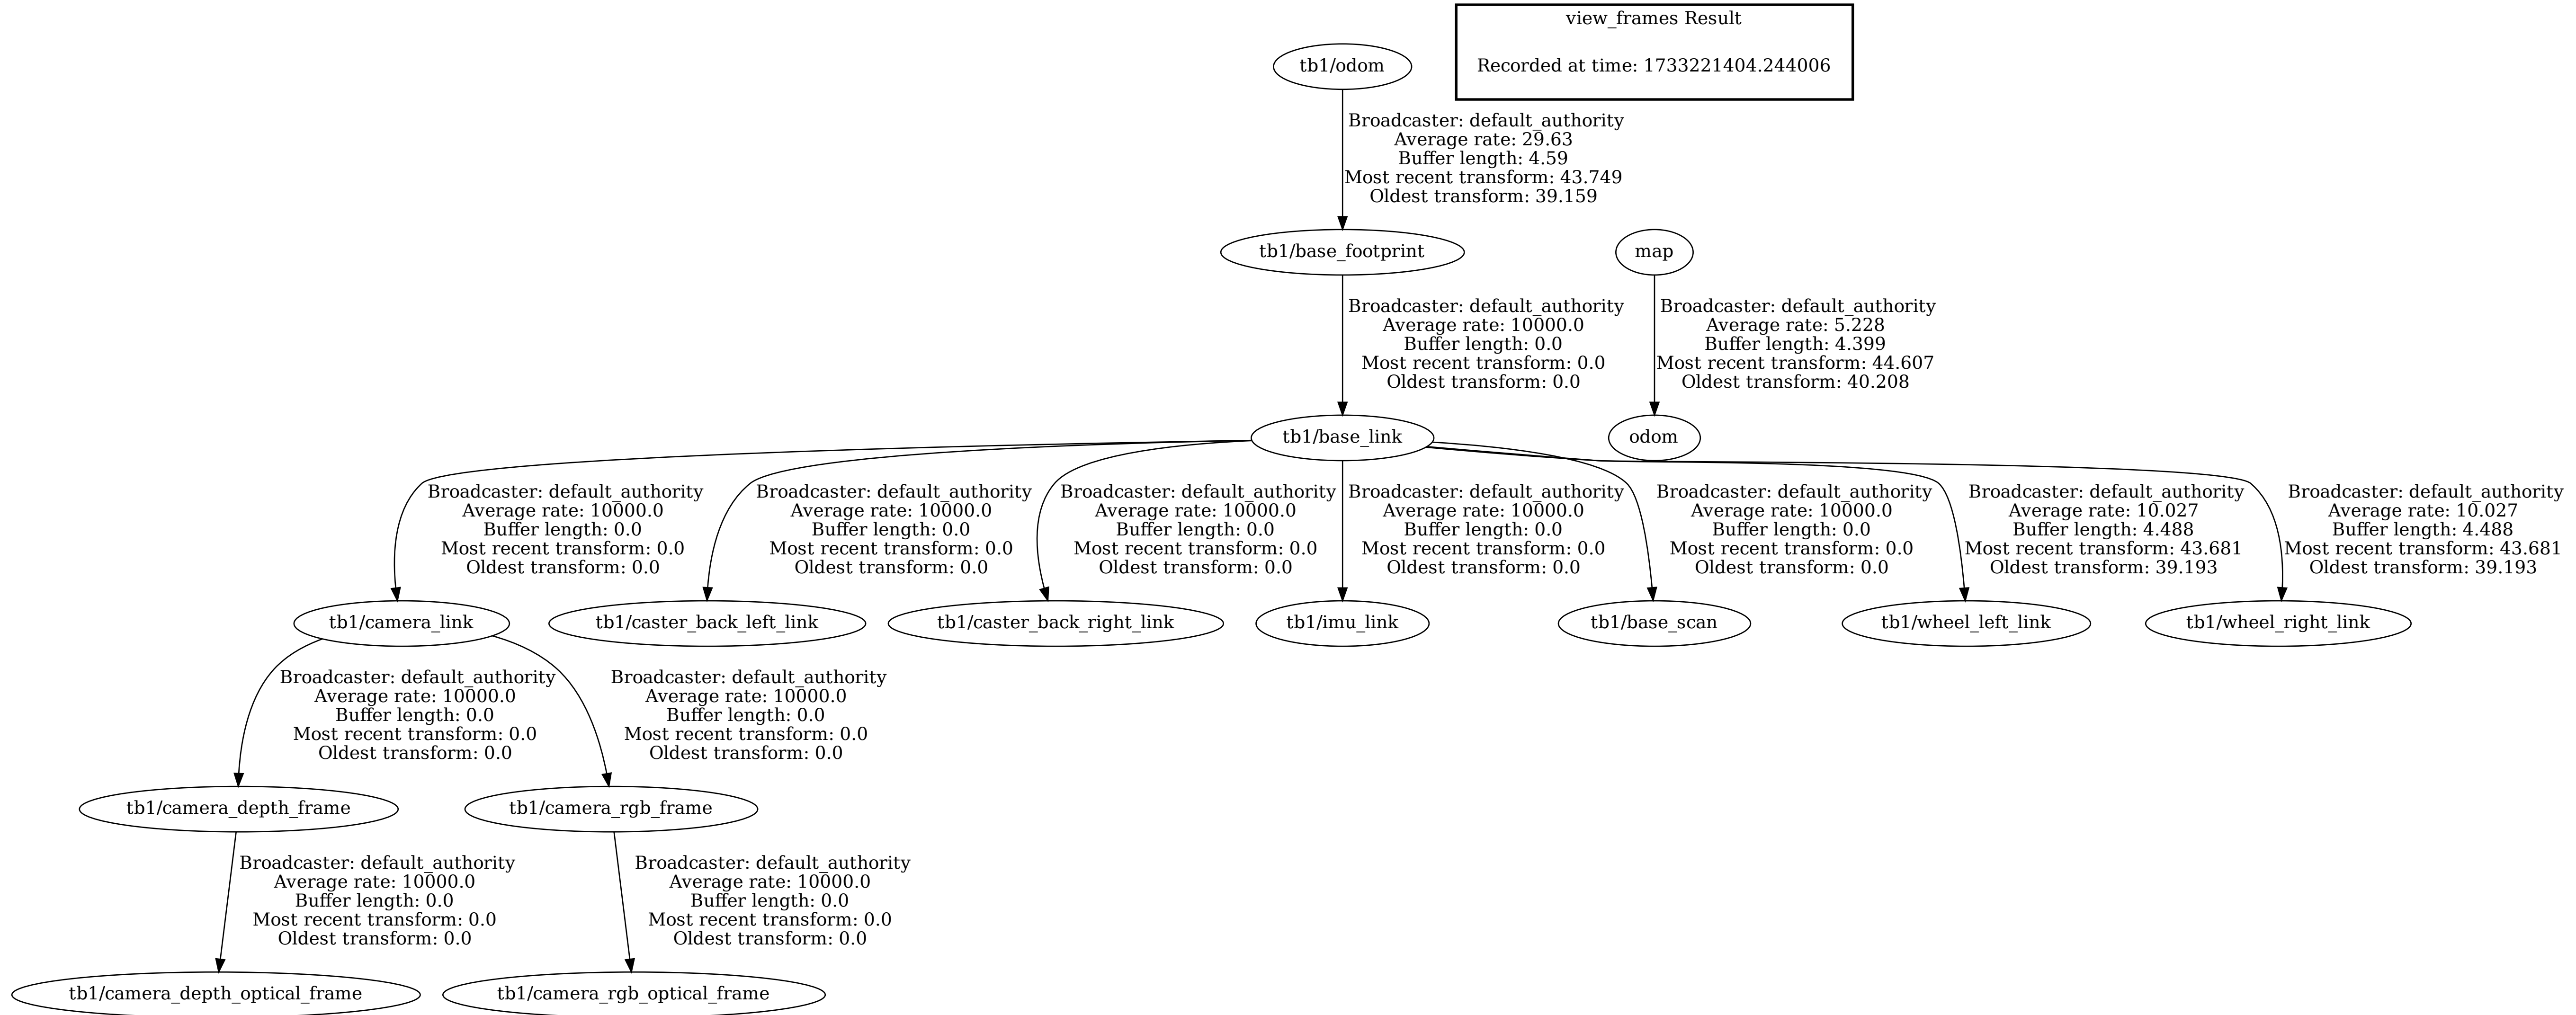 view_frames Result
Recorded at time: 1733221404.244006
tb1/odom
Broadcaster: default_authority
Average rate: 29.63
Buffer length: 4.59
Most recent transform: 43.749
Oldest transform: 39.159
tb1/base_footprint
map
Broadcaster: default_authority
Average rate: 10000.0
Buffer length: 0.0
Most recent transform: 0.0
Oldest transform: 0.0
Broadcaster: default_authority
Average rate: 5.228
Buffer length: 4.399
Most recent transform: 44.607
Oldest transform: 40.208
tb1/base_link
odom
Broadcaster: default_authority
Average rate: 10000.0
Buffer length: 0.0
Most recent transform: 0.0
Oldest transform: 0.0
Broadcaster: default_authority
Average rate: 10000.0
Buffer length: 0.0
Most recent transform: 0.0
Oldest transform: 0.0
Broadcaster: default_authority
Average rate: 10000.0
Buffer length: 0.0
Most recent transform: 0.0
Oldest transform: 0.0
Broadcaster: default_authority
Average rate: 10000.0
Buffer length: 0.0
Most recent transform: 0.0
Oldest transform: 0.0
Broadcaster: default_authority
Average rate: 10000.0
Buffer length: 0.0
Most recent transform: 0.0
Oldest transform: 0.0
Broadcaster: default_authority
Average rate: 10.027
Buffer length: 4.488
Most recent transform: 43.681
Oldest transform: 39.193
Broadcaster: default_authority
Average rate: 10.027
Buffer length: 4.488
Most recent transform: 43.681
Oldest transform: 39.193
tb1/camera_link
tb1/caster_back_left_link
tb1/caster_back_right_link
tb1/imu_link
tb1/base_scan
tb1/wheel_left_link
tb1/wheel_right_link
Broadcaster: default_authority
Average rate: 10000.0
Buffer length: 0.0
Most recent transform: 0.0
Oldest transform: 0.0
Broadcaster: default_authority
Average rate: 10000.0
Buffer length: 0.0
Most recent transform: 0.0
Oldest transform: 0.0
tb1/camera_depth_frame
tb1/camera_rgb_frame
Broadcaster: default_authority
Average rate: 10000.0
Buffer length: 0.0
Most recent transform: 0.0
Oldest transform: 0.0
Broadcaster: default_authority
Average rate: 10000.0
Buffer length: 0.0
Most recent transform: 0.0
Oldest transform: 0.0
tb1/camera_depth_optical_frame
tb1/camera_rgb_optical_frame